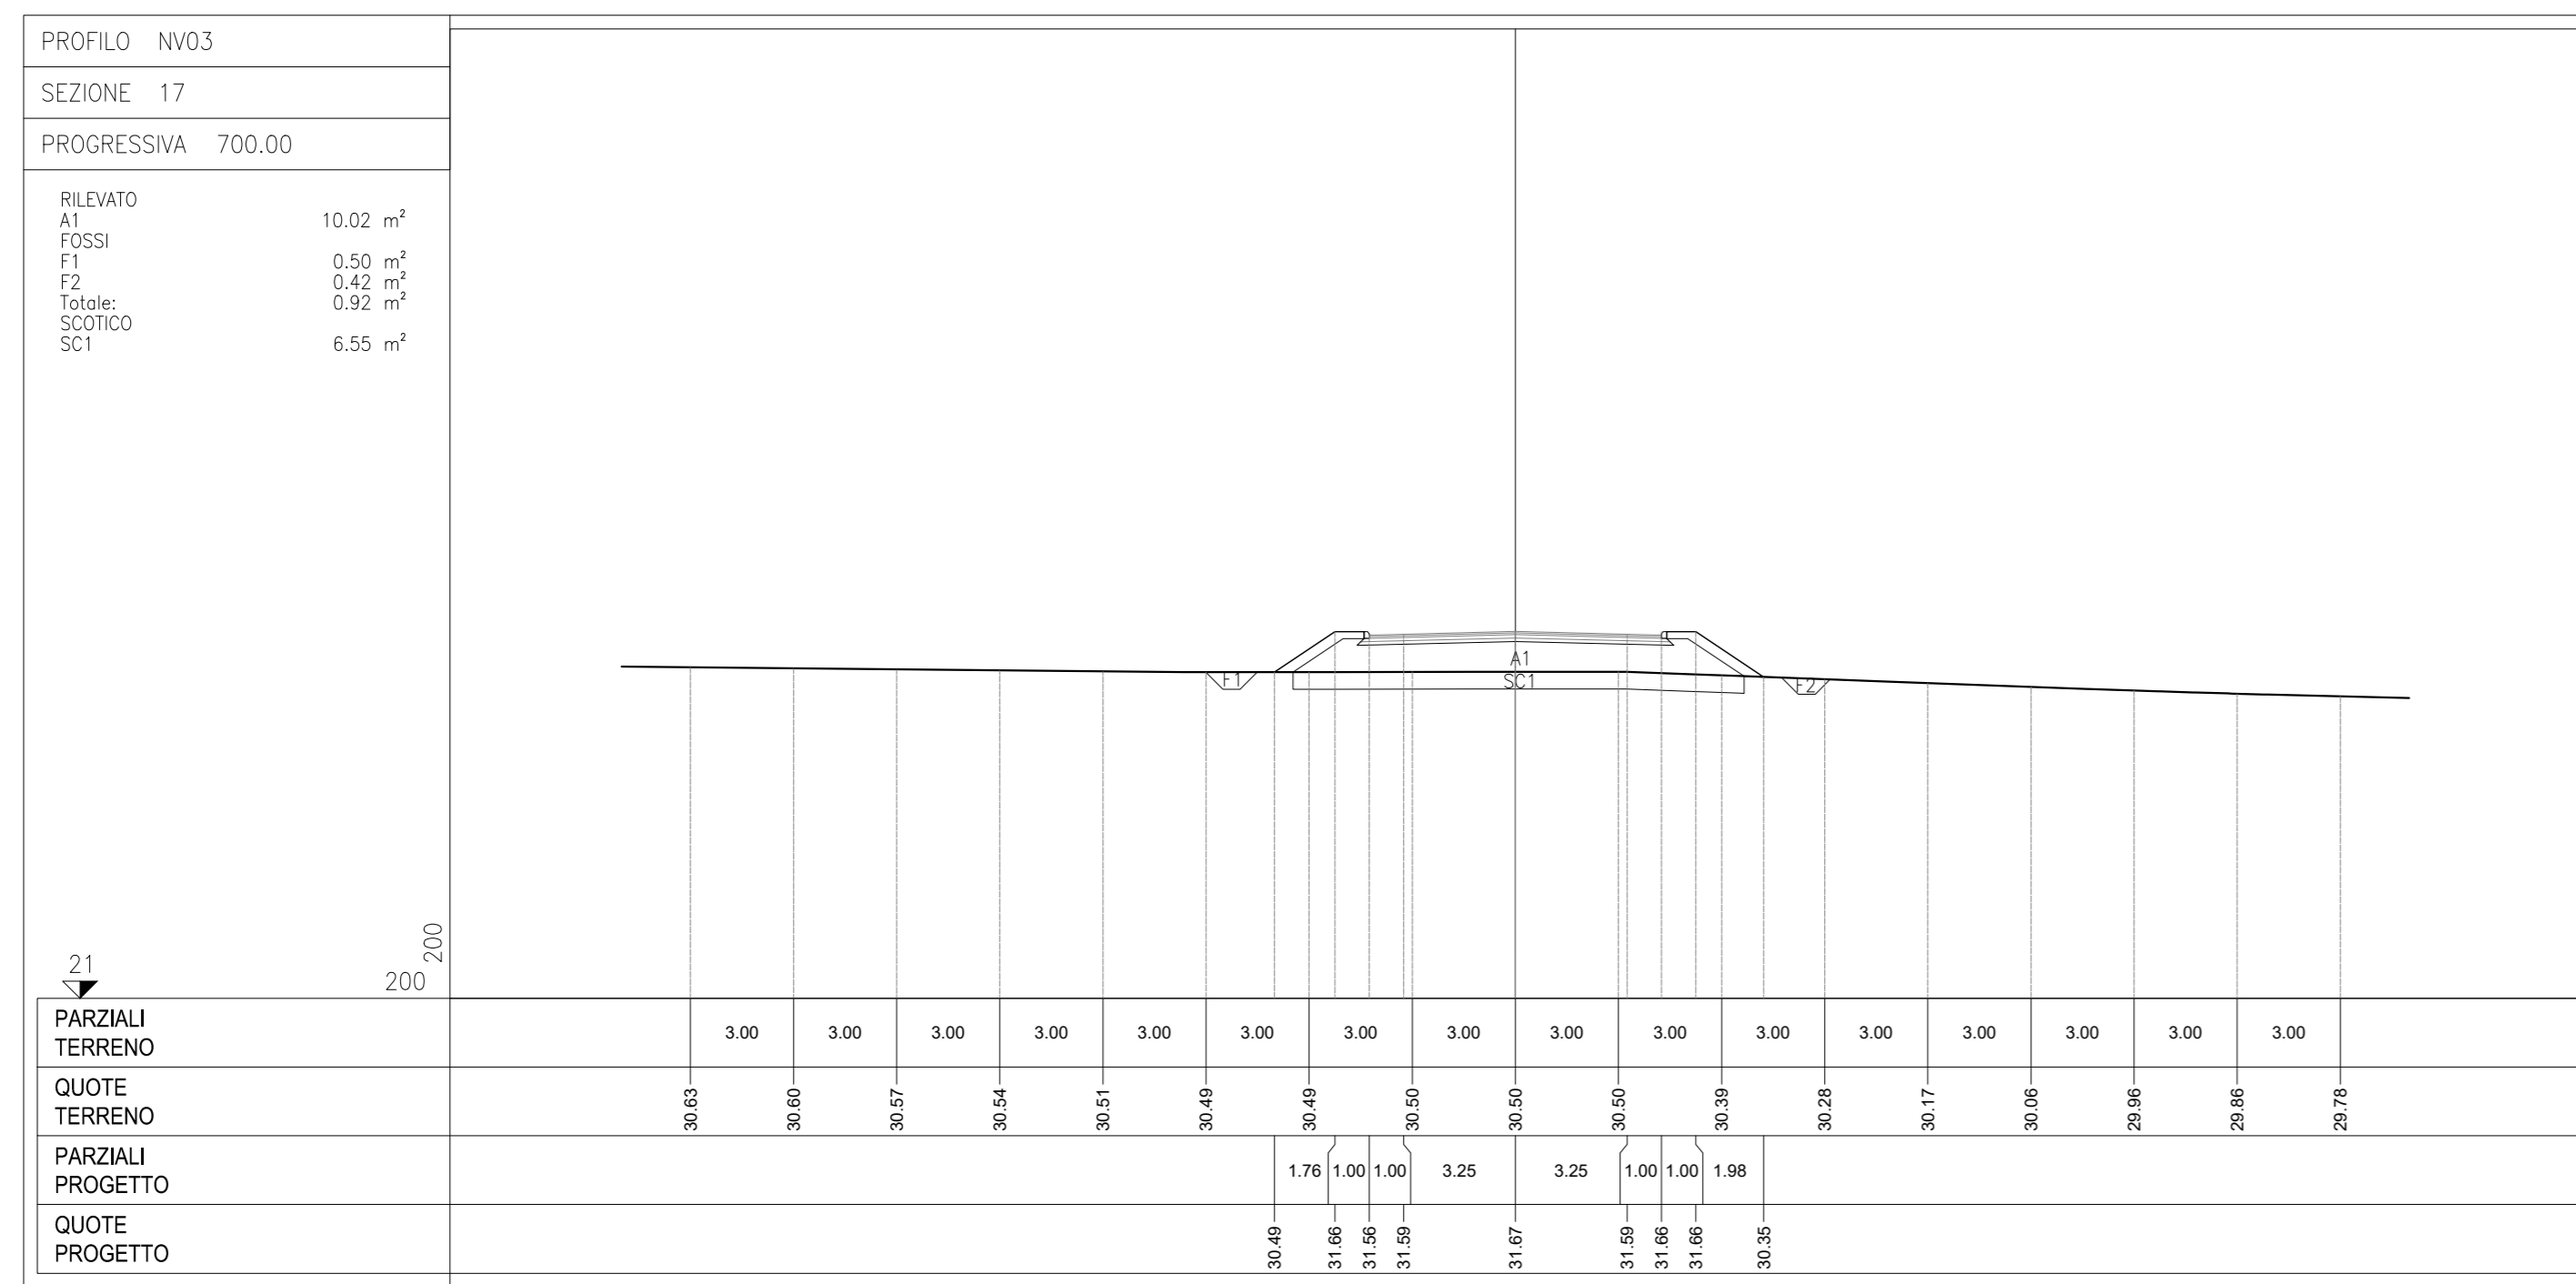 PROFILO NV03
SEZIONE 17
PROGRESSIVA 700.00
RILEVATO
A1 10.02 m²
FOSSI
F1 0.50 m²
F2 0.42 m²
Totale: 0.92 m²
SCOTICO
SC1 6.55 m²
A1
F1 SC1 F2
200
21 200
PARZIALI
TERRENO
3.00 3.00 3.00 3.00 3.00 3.00 3.00 3.00 3.00 3.00 3.00 3.00 3.00 3.00 3.00 3.00
QUOTE
TERRENO
30.63 30.60 30.57 30.54 30.51 30.49 30.49 30.50 30.50 30.50 30.39 30.28 30.17 30.06 29.96 29.86 29.78
PARZIALI
PROGETTO
1.76 1.00 1.00 3.25 3.25 1.00 1.00 1.98
QUOTE
PROGETTO
30.49 31.66 31.56 31.59 31.67 31.59 31.66 31.66 30.35